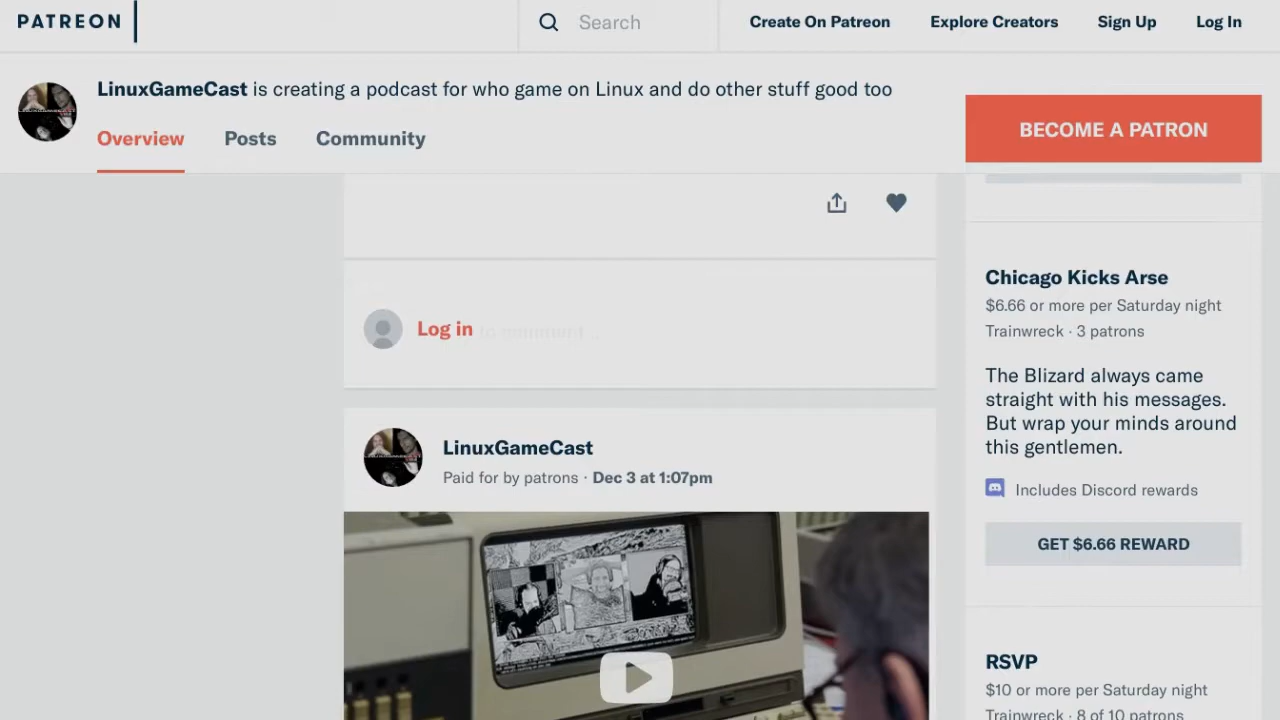 PATREON
Search
Create On Patreon
Explore Creators
Sign Up
Log In
LinuxGameCast is creating a podcast for who game on Linux and do other stuff good too
Overview
Posts
Community
BECOME A PATRON
Log in
LinuxGameCast
Paid for by patrons · Dec 3 at 1:07pm
Chicago Kicks Arse
$6.66 or more per Saturday night
Trainwreck · 3 patrons
The Blizard always came
straight with his messages.
But wrap your minds around
this gentlemen.
Includes Discord rewards
GET $6.66 REWARD
RSVP
$10 or more per Saturday night
Trainwreck · 8 of 10 patrons